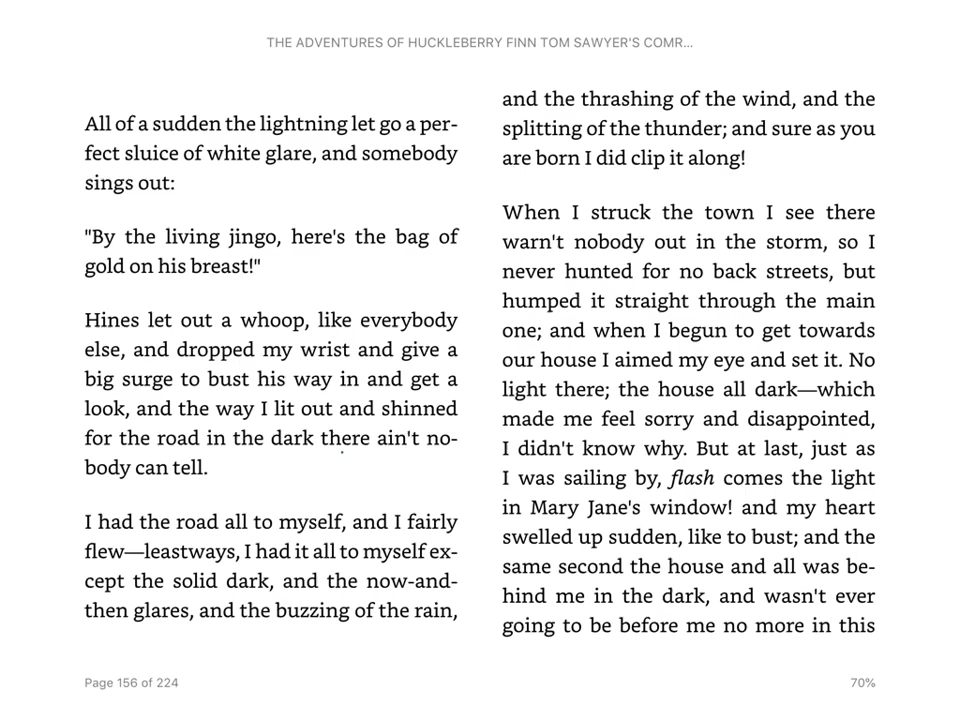 THE ADVENTURES OF HUCKLEBERRY FINN TOM SAWYER'S COMR...
All of a sudden the lightning let go a per-
fect sluice of white glare, and somebody
sings out:
"By the living jingo, here's the bag of
gold on his breast!"
Hines let out a whoop, like everybody
else, and dropped my wrist and give a
big surge to bust his way in and get a
look, and the way I lit out and shinned
for the road in the dark there ain't no-
body can tell.
I had the road all to myself, and I fairly
flew—leastways, I had it all to myself ex-
cept the solid dark, and the now-and-
then glares, and the buzzing of the rain,
and the thrashing of the wind, and the
splitting of the thunder; and sure as you
are born I did clip it along!
When I struck the town I see there
warn't nobody out in the storm, so I
never hunted for no back streets, but
humped it straight through the main
one; and when I begun to get towards
our house I aimed my eye and set it. No
light there; the house all dark—which
made me feel sorry and disappointed,
I didn't know why. But at last, just as
I was sailing by, flash comes the light
in Mary Jane's window! and my heart
swelled up sudden, like to bust; and the
same second the house and all was be-
hind me in the dark, and wasn't ever
going to be before me no more in this
Page 156 of 224
70%